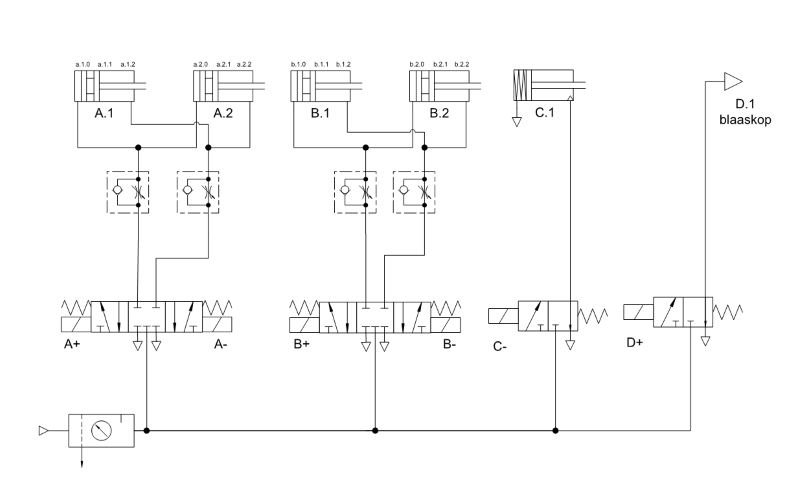 a.1.0 a.1.1 a.1.2
a.2.0 a.2.1 a.2.2
b.1.0 b.1.1 b.1.2
b.2.0 b.2.1 b.2.2
A.1
A.2
B.1
B.2
C.1
D.1
blaaskop
A+
A-
B+
B-
C-
D+